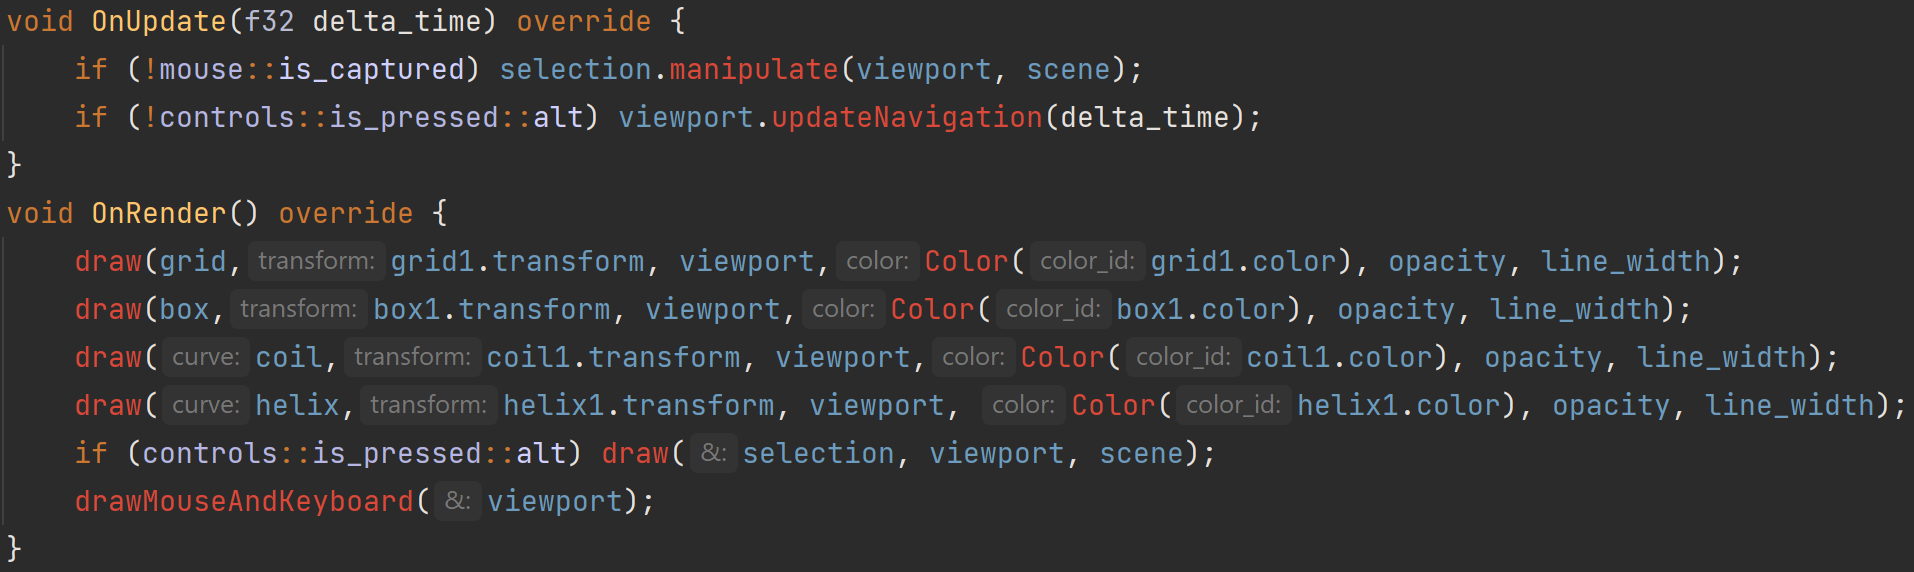 void OnUpdate(f32 delta_time) override {
    if (!mouse::is_captured) selection.manipulate(viewport, scene);
    if (!controls::is_pressed::alt) viewport.updateNavigation(delta_time);
}
void OnRender() override {
    draw(grid, transform: grid1.transform, viewport, color: Color( color_id: grid1.color), opacity, line_width);
    draw(box, transform: box1.transform, viewport, color: Color( color_id: box1.color), opacity, line_width);
    draw( curve: coil, transform: coil1.transform, viewport, color: Color( color_id: coil1.color), opacity, line_width);
    draw( curve: helix, transform: helix1.transform, viewport, color: Color( color_id: helix1.color), opacity, line_width);
    if (controls::is_pressed::alt) draw( &: selection, viewport, scene);
    drawMouseAndKeyboard( &: viewport);
}